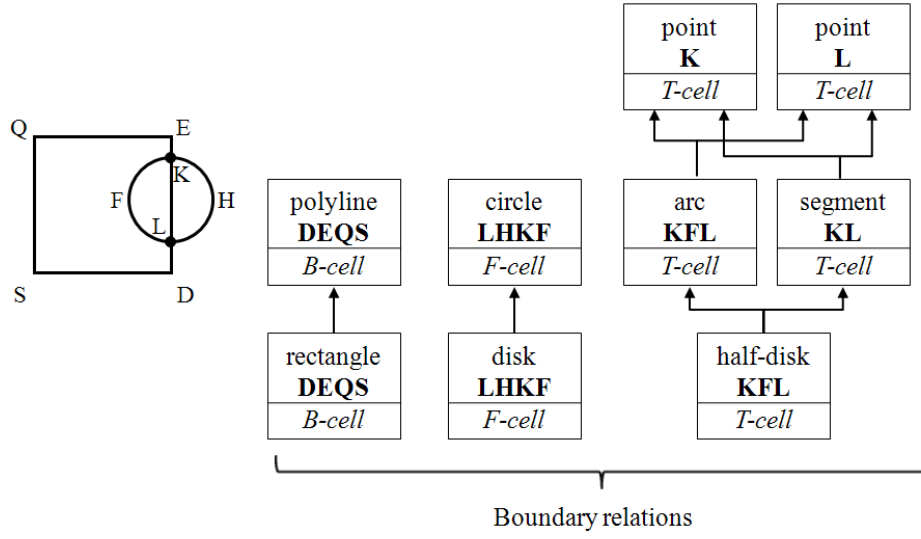 Q
E
K
F
H
L
S
D
point
K
T-cell
point
L
T-cell
polyline
DEQS
B-cell
circle
LHKF
F-cell
arc
KFL
T-cell
segment
KL
T-cell
rectangle
DEQS
B-cell
disk
LHKF
F-cell
half-disk
KFL
T-cell
Boundary relations